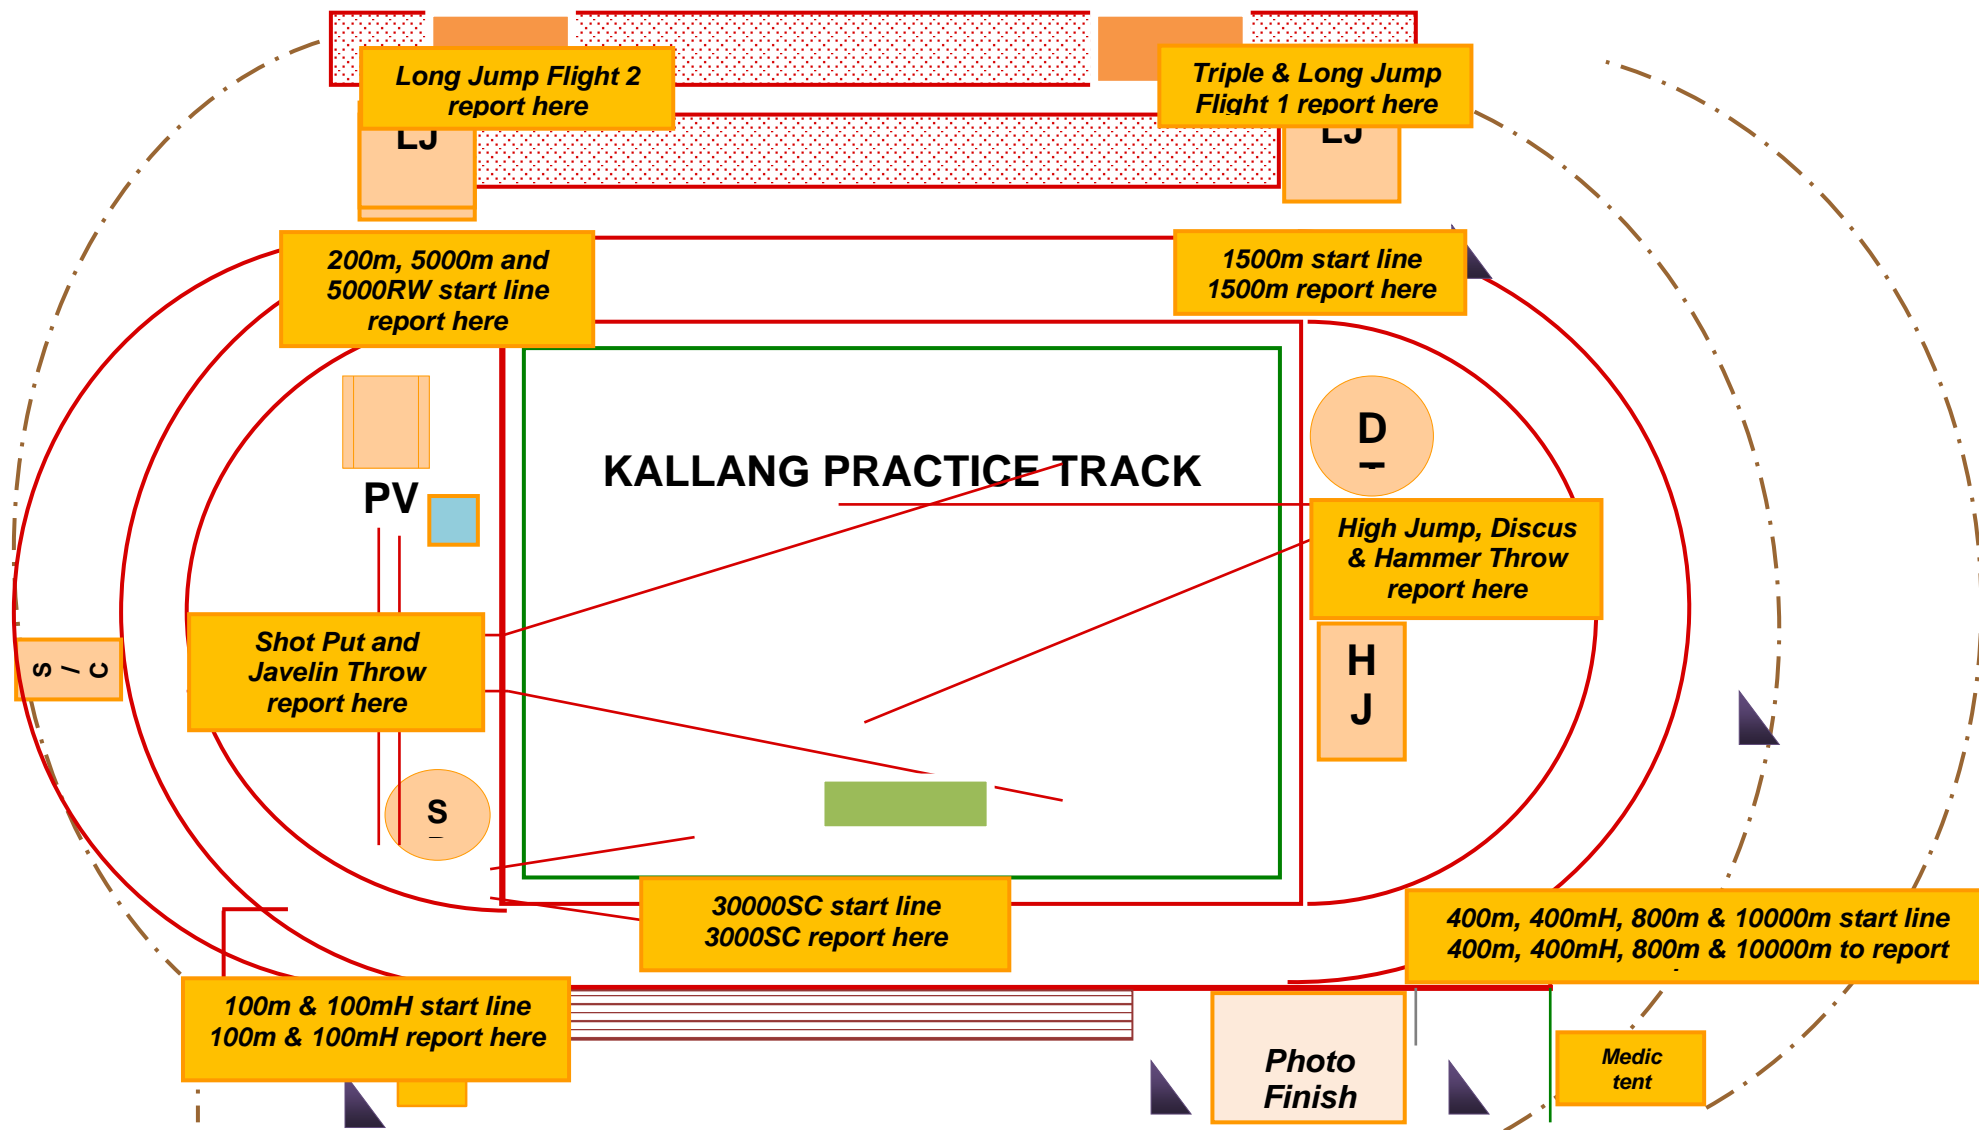 Long Jump Flight 2
report here
Triple & Long Jump
Flight 1 report here
LJ
LJ
200m, 5000m and
5000RW start line
report here
1500m start line
1500m report here
D
KALLANG PRACTICE TRACK
PV
High Jump, Discus
& Hammer Throw
report here
Shot Put and
Javelin Throw
report here
S / C
H
J
S
30000SC start line
3000SC report here
400m, 400mH, 800m & 10000m start line
400m, 400mH, 800m & 10000m to report
100m & 100mH start line
100m & 100mH report here
Photo
Finish
Medic
tent